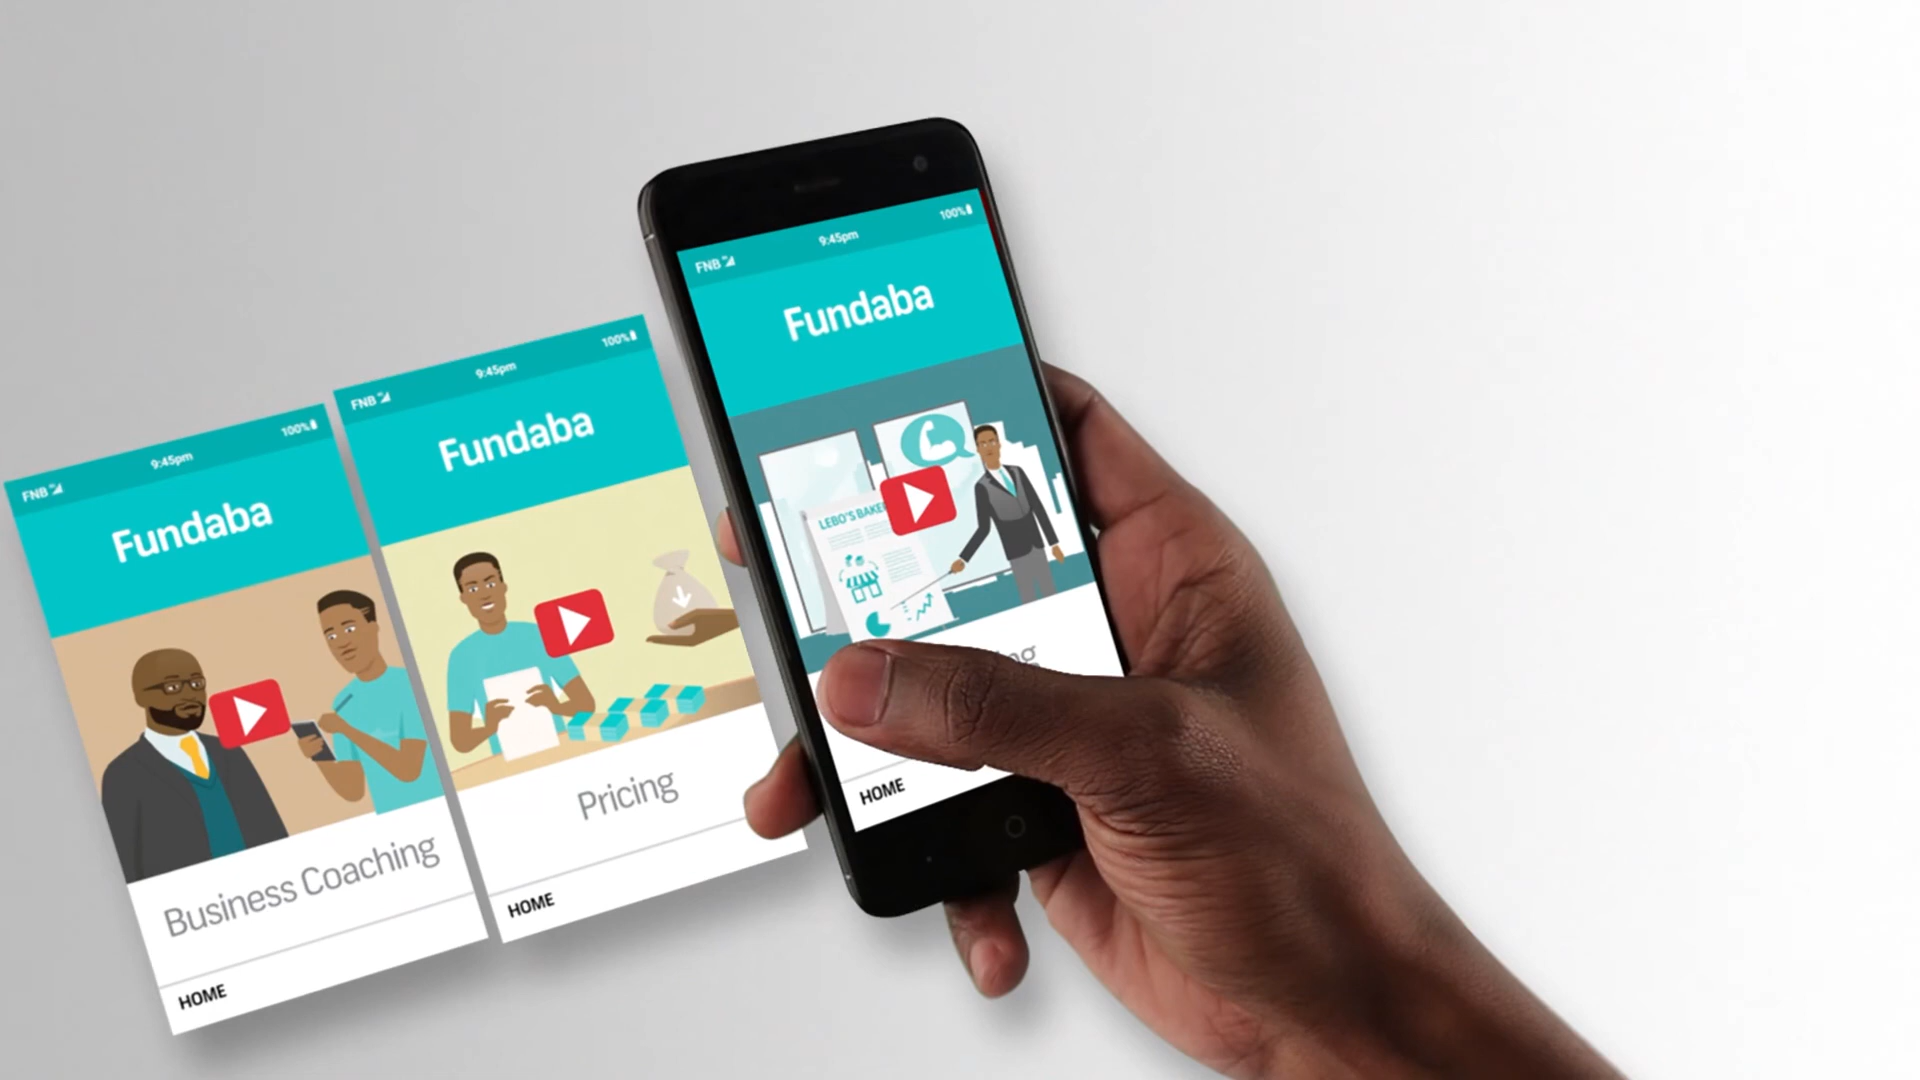 FNB
9:45pm
100%
Fundaba
Business Coaching
HOME
FNB
9:45pm
100%
Fundaba
Pricing
HOME
FNB
9:45pm
100%
Fundaba
LEBO'S
HOME